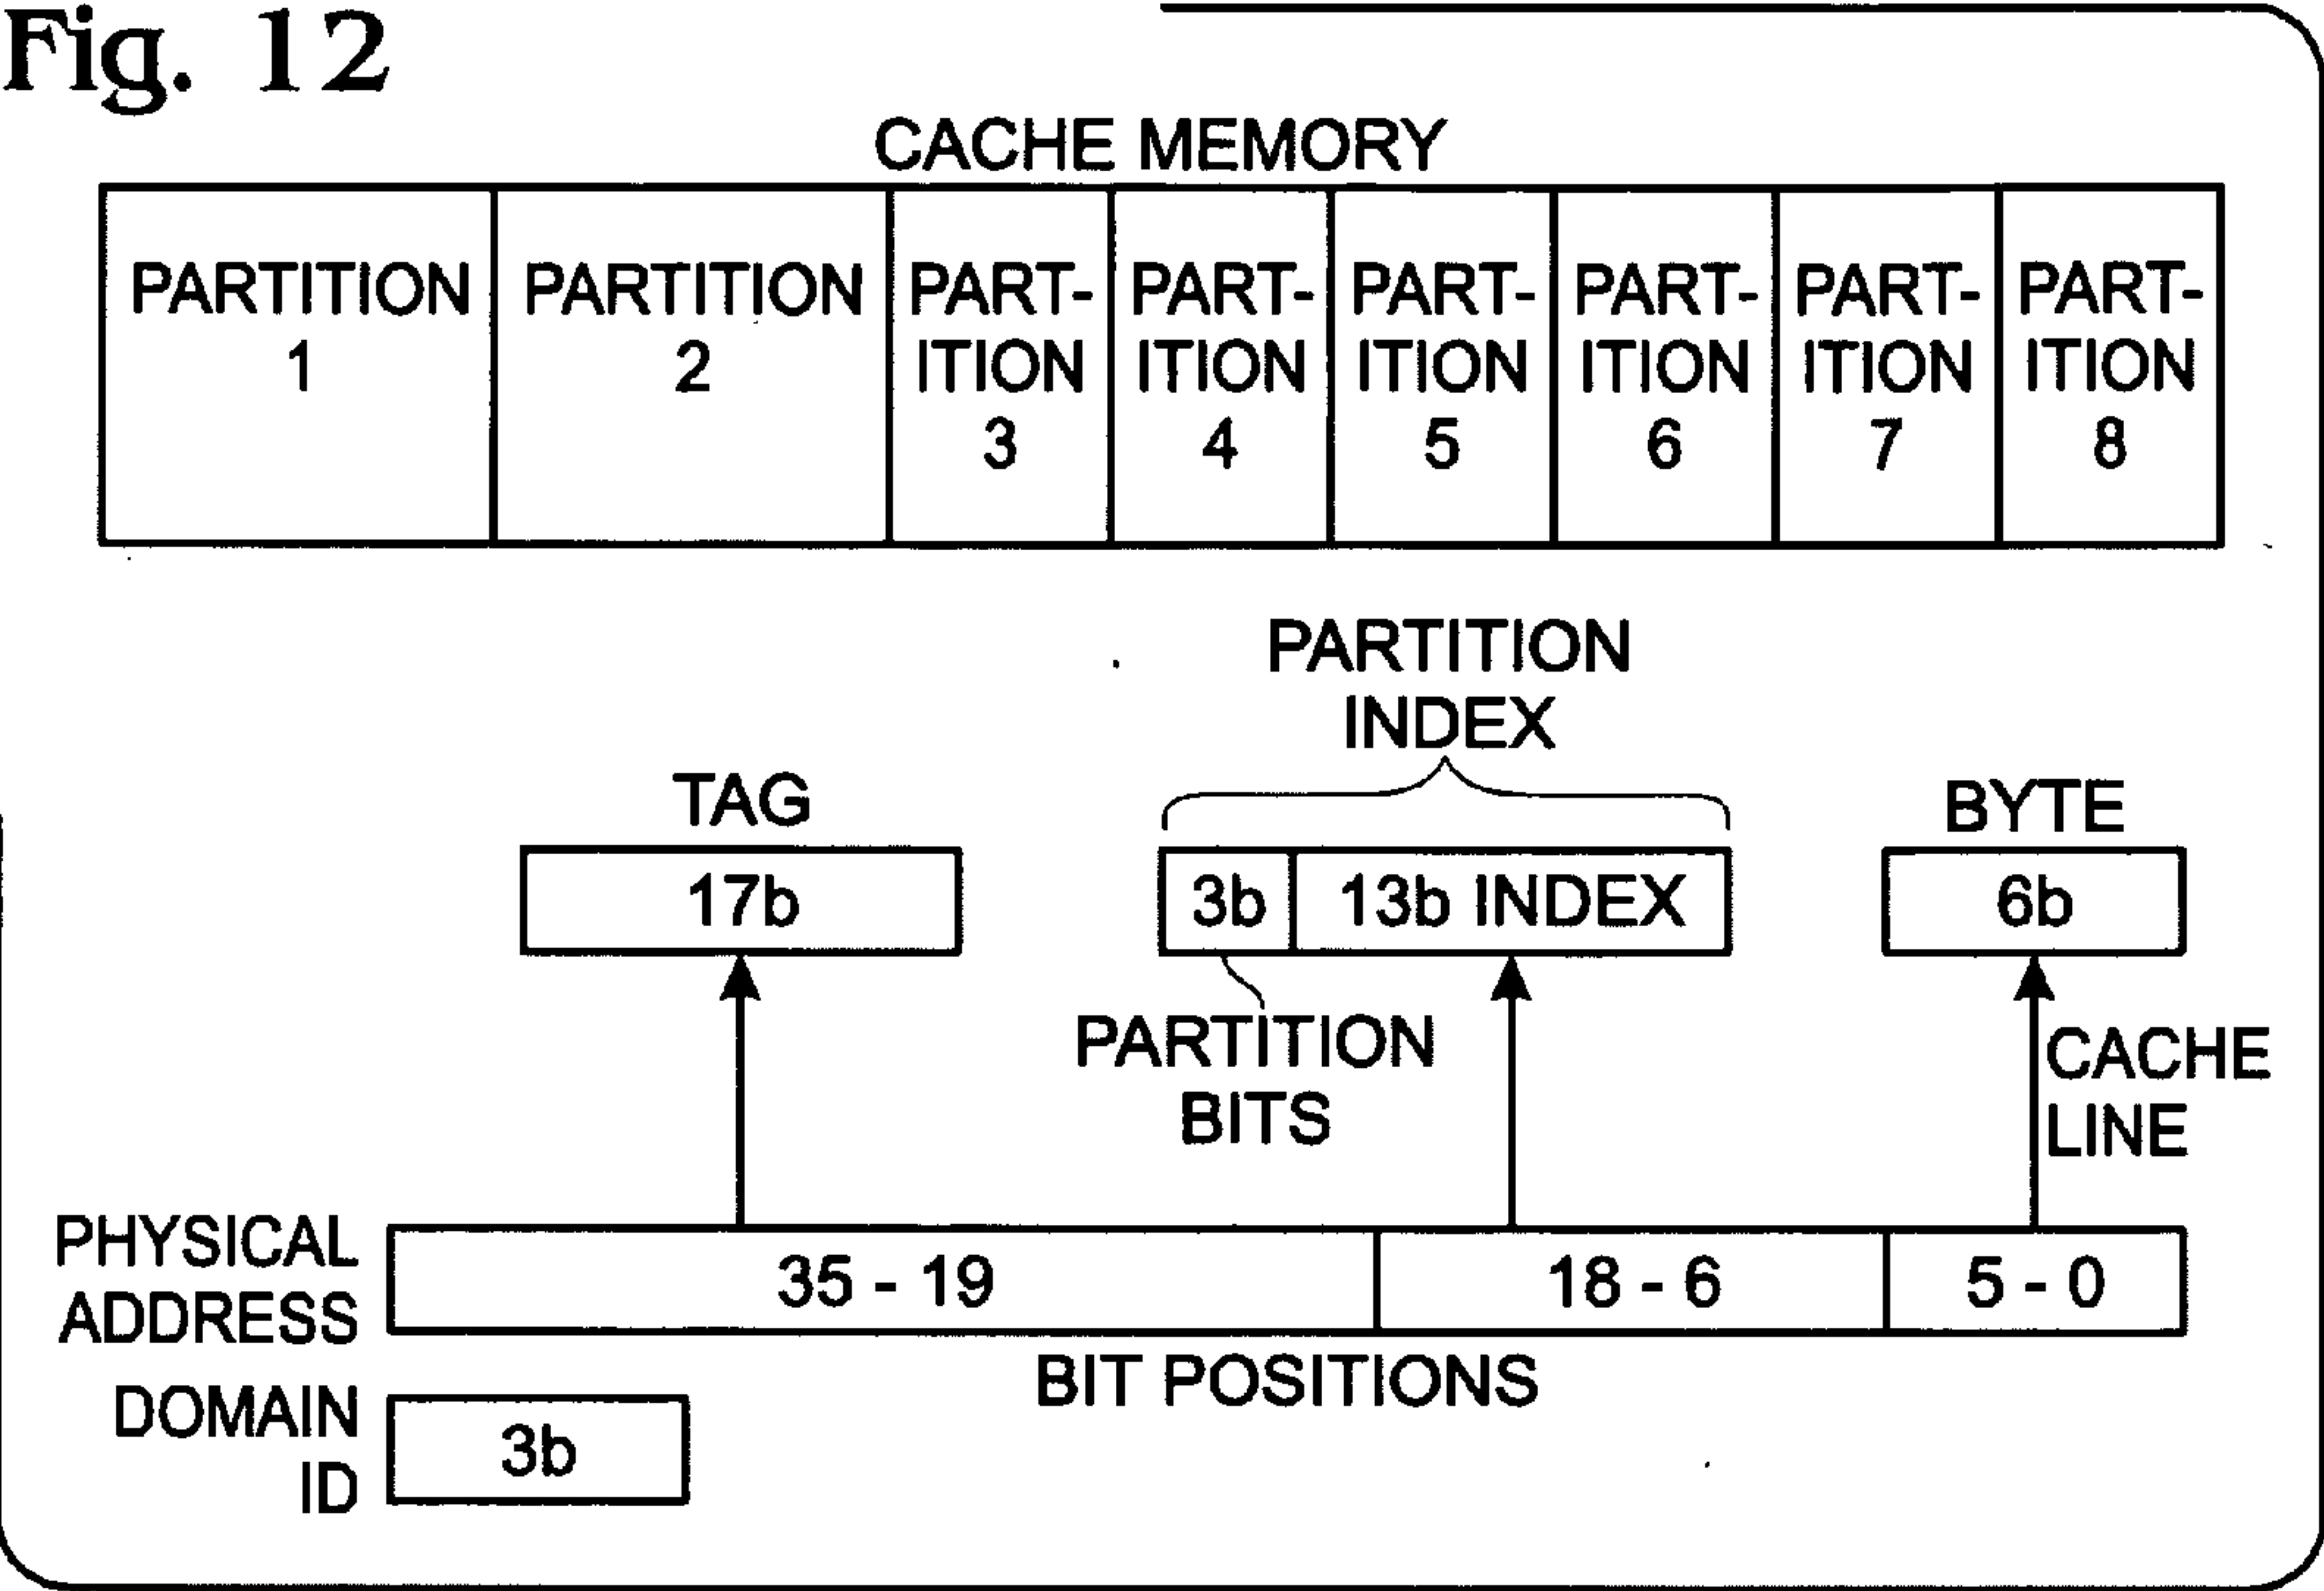 Fig. 12
CACHE MEMORY
PARTITION
1
PARTITION
2
PART-
ITION
3
PART-
ITION
4
PART-
ITION
5
PART-
ITION
6
PART-
ITION
7
PART-
ITION
8
PARTITION
INDEX
TAG
BYTE
17b
3b
13b INDEX
6b
PARTITION
BITS
CACHE
LINE
PHYSICAL
ADDRESS
35 - 19
18 - 6
5 - 0
BIT POSITIONS
DOMAIN
ID
3b